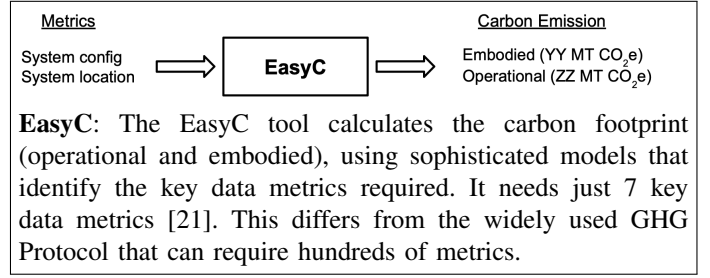 Metrics
Carbon Emission
System config
System location
EasyC
Embodied (YY MT CO2e)
Operational (ZZ MT CO2e)
EasyC: The EasyC tool calculates the carbon footprint
(operational and embodied), using sophisticated models that
identify the key data metrics required. It needs just 7 key
data metrics [21]. This differs from the widely used GHG
Protocol that can require hundreds of metrics.